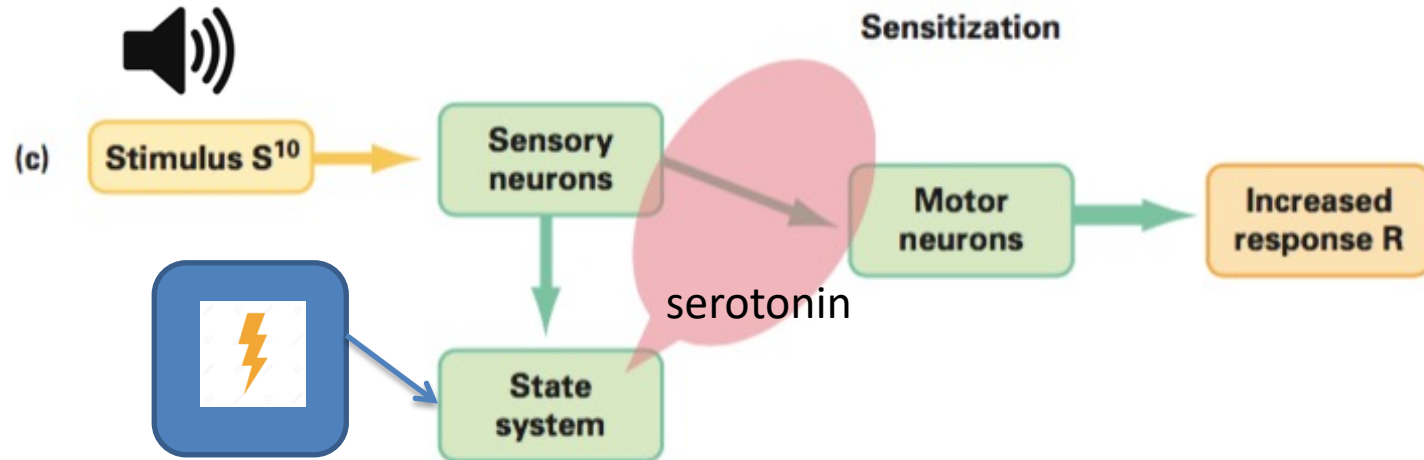 Sensitization
(c)
Stimulus S¹⁰
Sensory
neurons
Motor
neurons
Increased
response R
serotonin
State
system